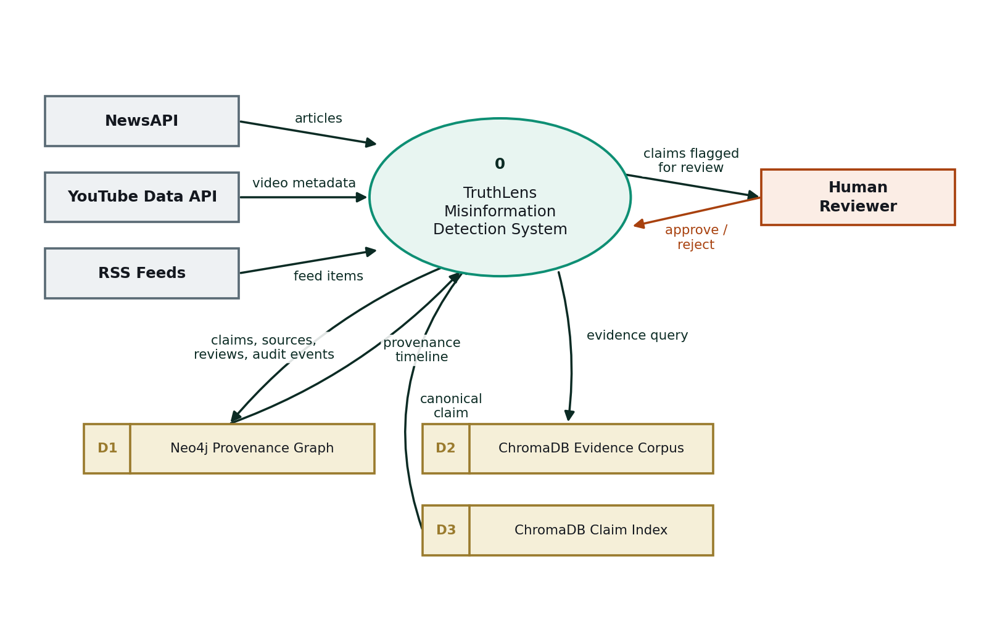 NewsAPI
articles
YouTube Data API
video metadata
RSS Feeds
feed items
0
TruthLens
Misinformation
Detection System
claims flagged
for review
Human
Reviewer
approve /
reject
claims, sources,
reviews, audit events
provenance
timeline
evidence query
canonical
claim
D1
Neo4j Provenance Graph
D2
ChromaDB Evidence Corpus
D3
ChromaDB Claim Index